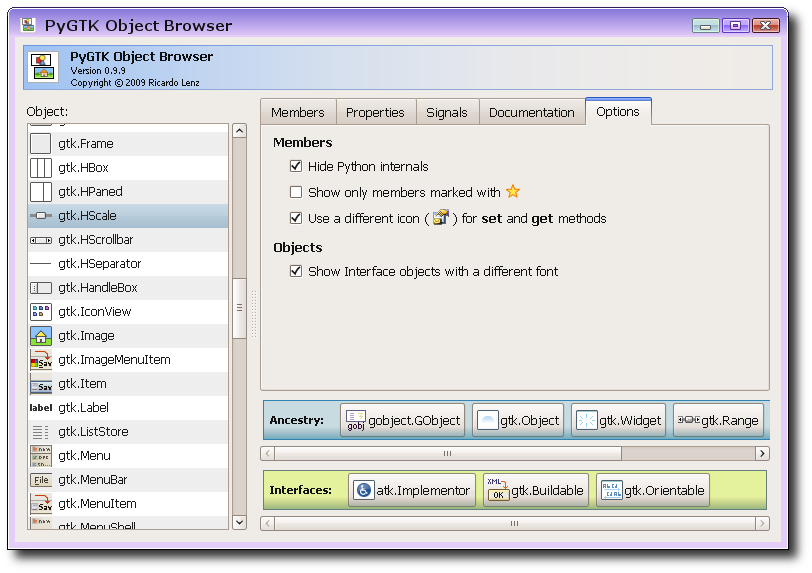 PyGTK Object Browser
PyGTK Object Browser
Version 0.9.9
Copyright © 2009 Ricardo Lenz
Object:
gtk.Frame
gtk.HBox
gtk.HPaned
gtk.HScale
gtk.HScrollbar
gtk.HSeparator
gtk.HandleBox
gtk.IconView
gtk.Image
gtk.ImageMenuItem
gtk.Item
label gtk.Label
gtk.ListStore
gtk.Menu
File gtk.MenuBar
gtk.MenuItem
gtk.MenuShell
Members Properties Signals Documentation Options
Members
Hide Python internals
Show only members marked with
Use a different icon ( ) for set and get methods
Objects
Show Interface objects with a different font
Ancestry: gobj gobject.GObject gtk.Object gtk.Widget gtk.Range
Interfaces: atk.Implementor XML OK gtk.Buildable gtk.Orientable